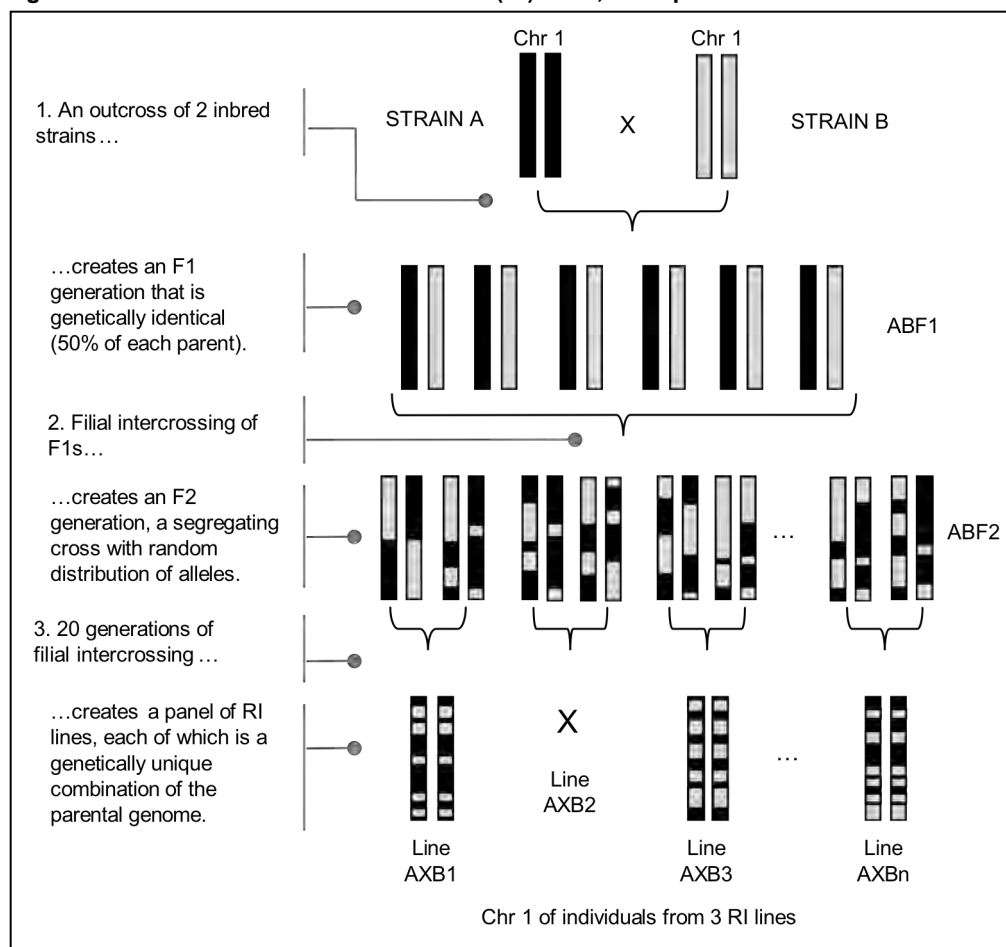 Chr 1 Chr 1
1. An outcross of 2 inbred
strains…
STRAIN A X STRAIN B
…creates an F1
generation that is
genetically identical
(50% of each parent).
ABF1
2. Filial intercrossing of
F1s…
…creates an F2
generation, a segregating
cross with random
distribution of alleles.
… ABF2
3. 20 generations of
filial intercrossing …
…creates a panel of RI
lines, each of which is a
genetically unique
combination of the
parental genome.
X
…
Line
AXB2
Line
AXB1
Line
AXB3
Line
AXBn
Chr 1 of individuals from 3 RI lines